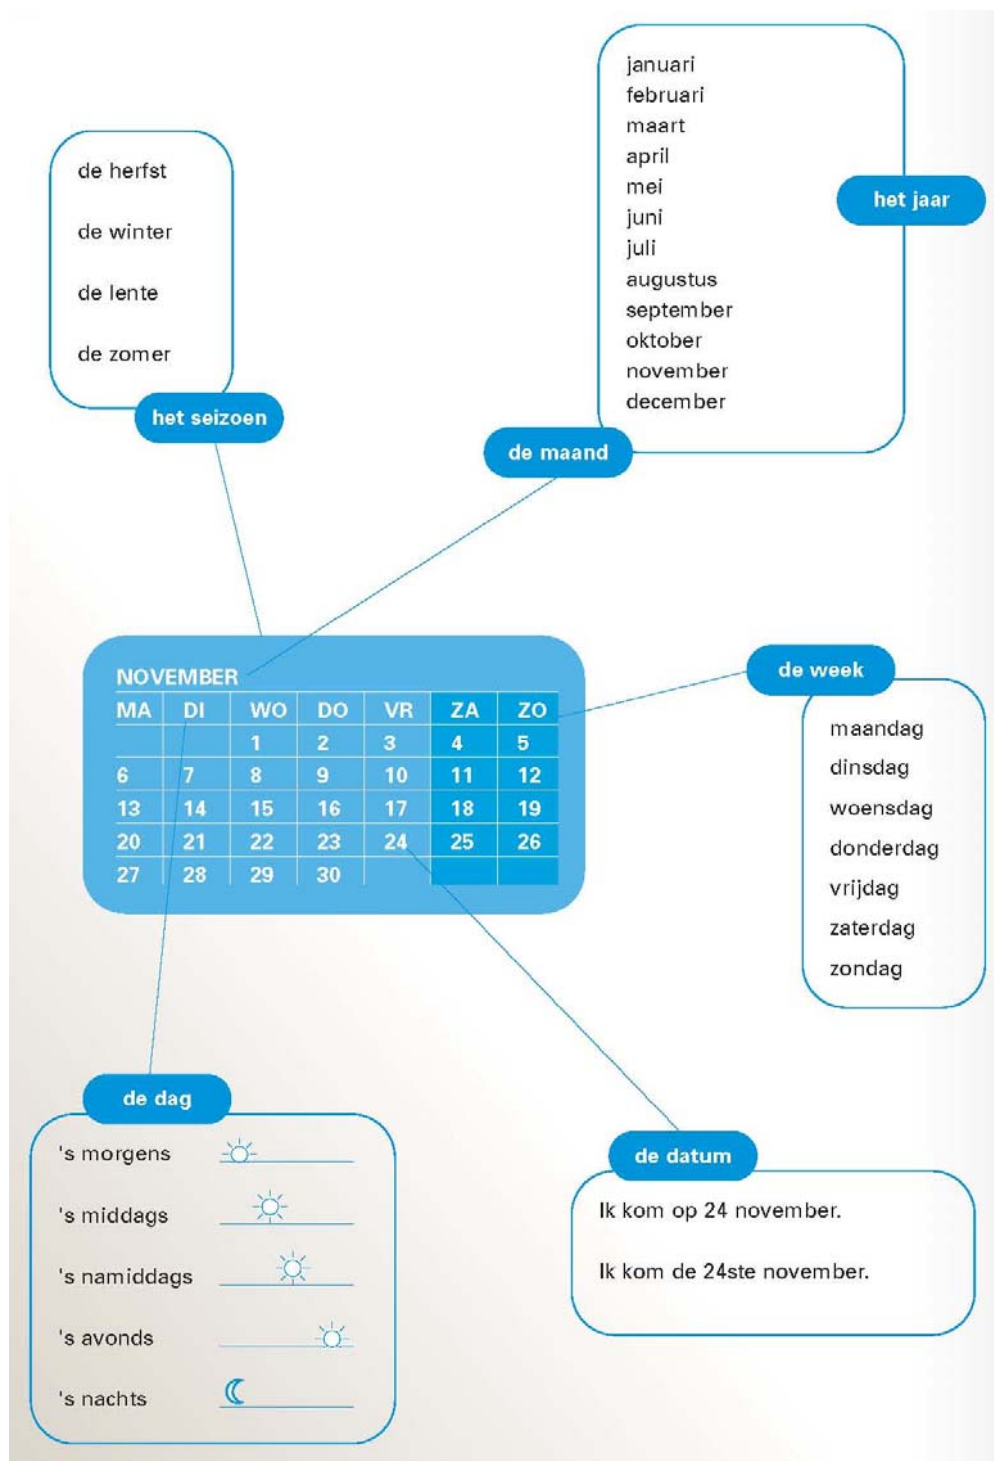 januari
februari
maart
april
mei
juni
juli
augustus
september
oktober
november
december
het jaar
de maand
de herfst
de winter
de lente
de zomer
het seizoen
NOVEMBER
MA DI WO DO VR ZA ZO
1 2 3 4 5
6 7 8 9 10 11 12
13 14 15 16 17 18 19
20 21 22 23 24 25 26
27 28 29 30
de week
maandag
dinsdag
woensdag
donderdag
vrijdag
zaterdag
zondag
de dag
's morgens
's middags
's namiddags
's avonds
's nachts
de datum
Ik kom op 24 november.
Ik kom de 24ste november.